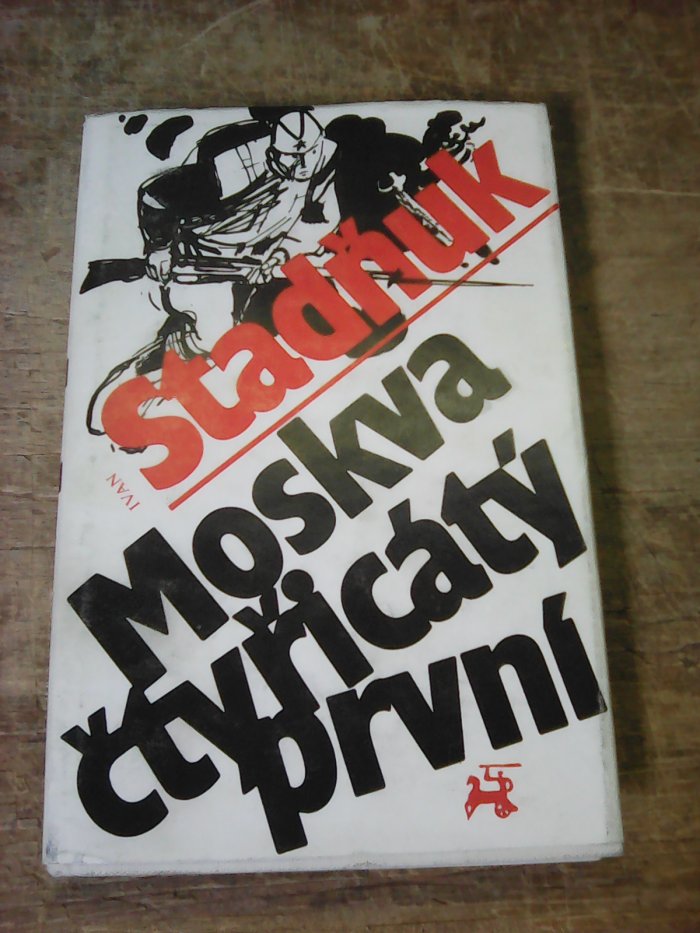 IVAN
Stadňuk
Moskva
čtyřicátý
první